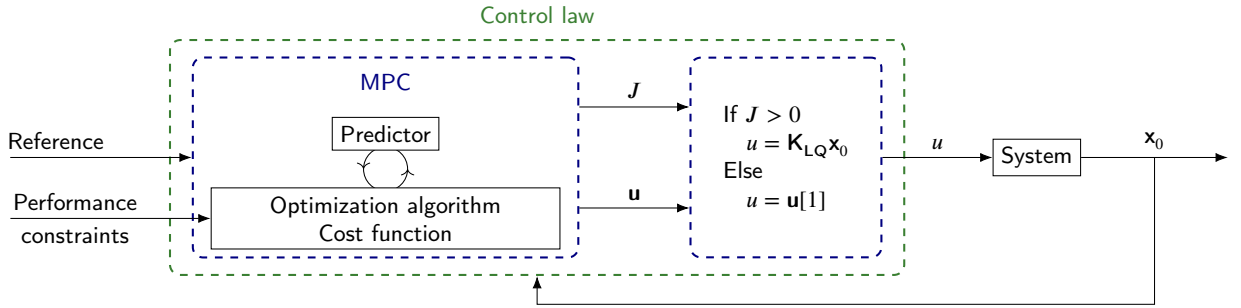 Control law
MPC
Predictor
Optimization algorithm
Cost function
Reference
Performance
constraints
J
𝐮
If J > 0
u = K_LQ x_0
Else
u = 𝐮[1]
u
System
x_0